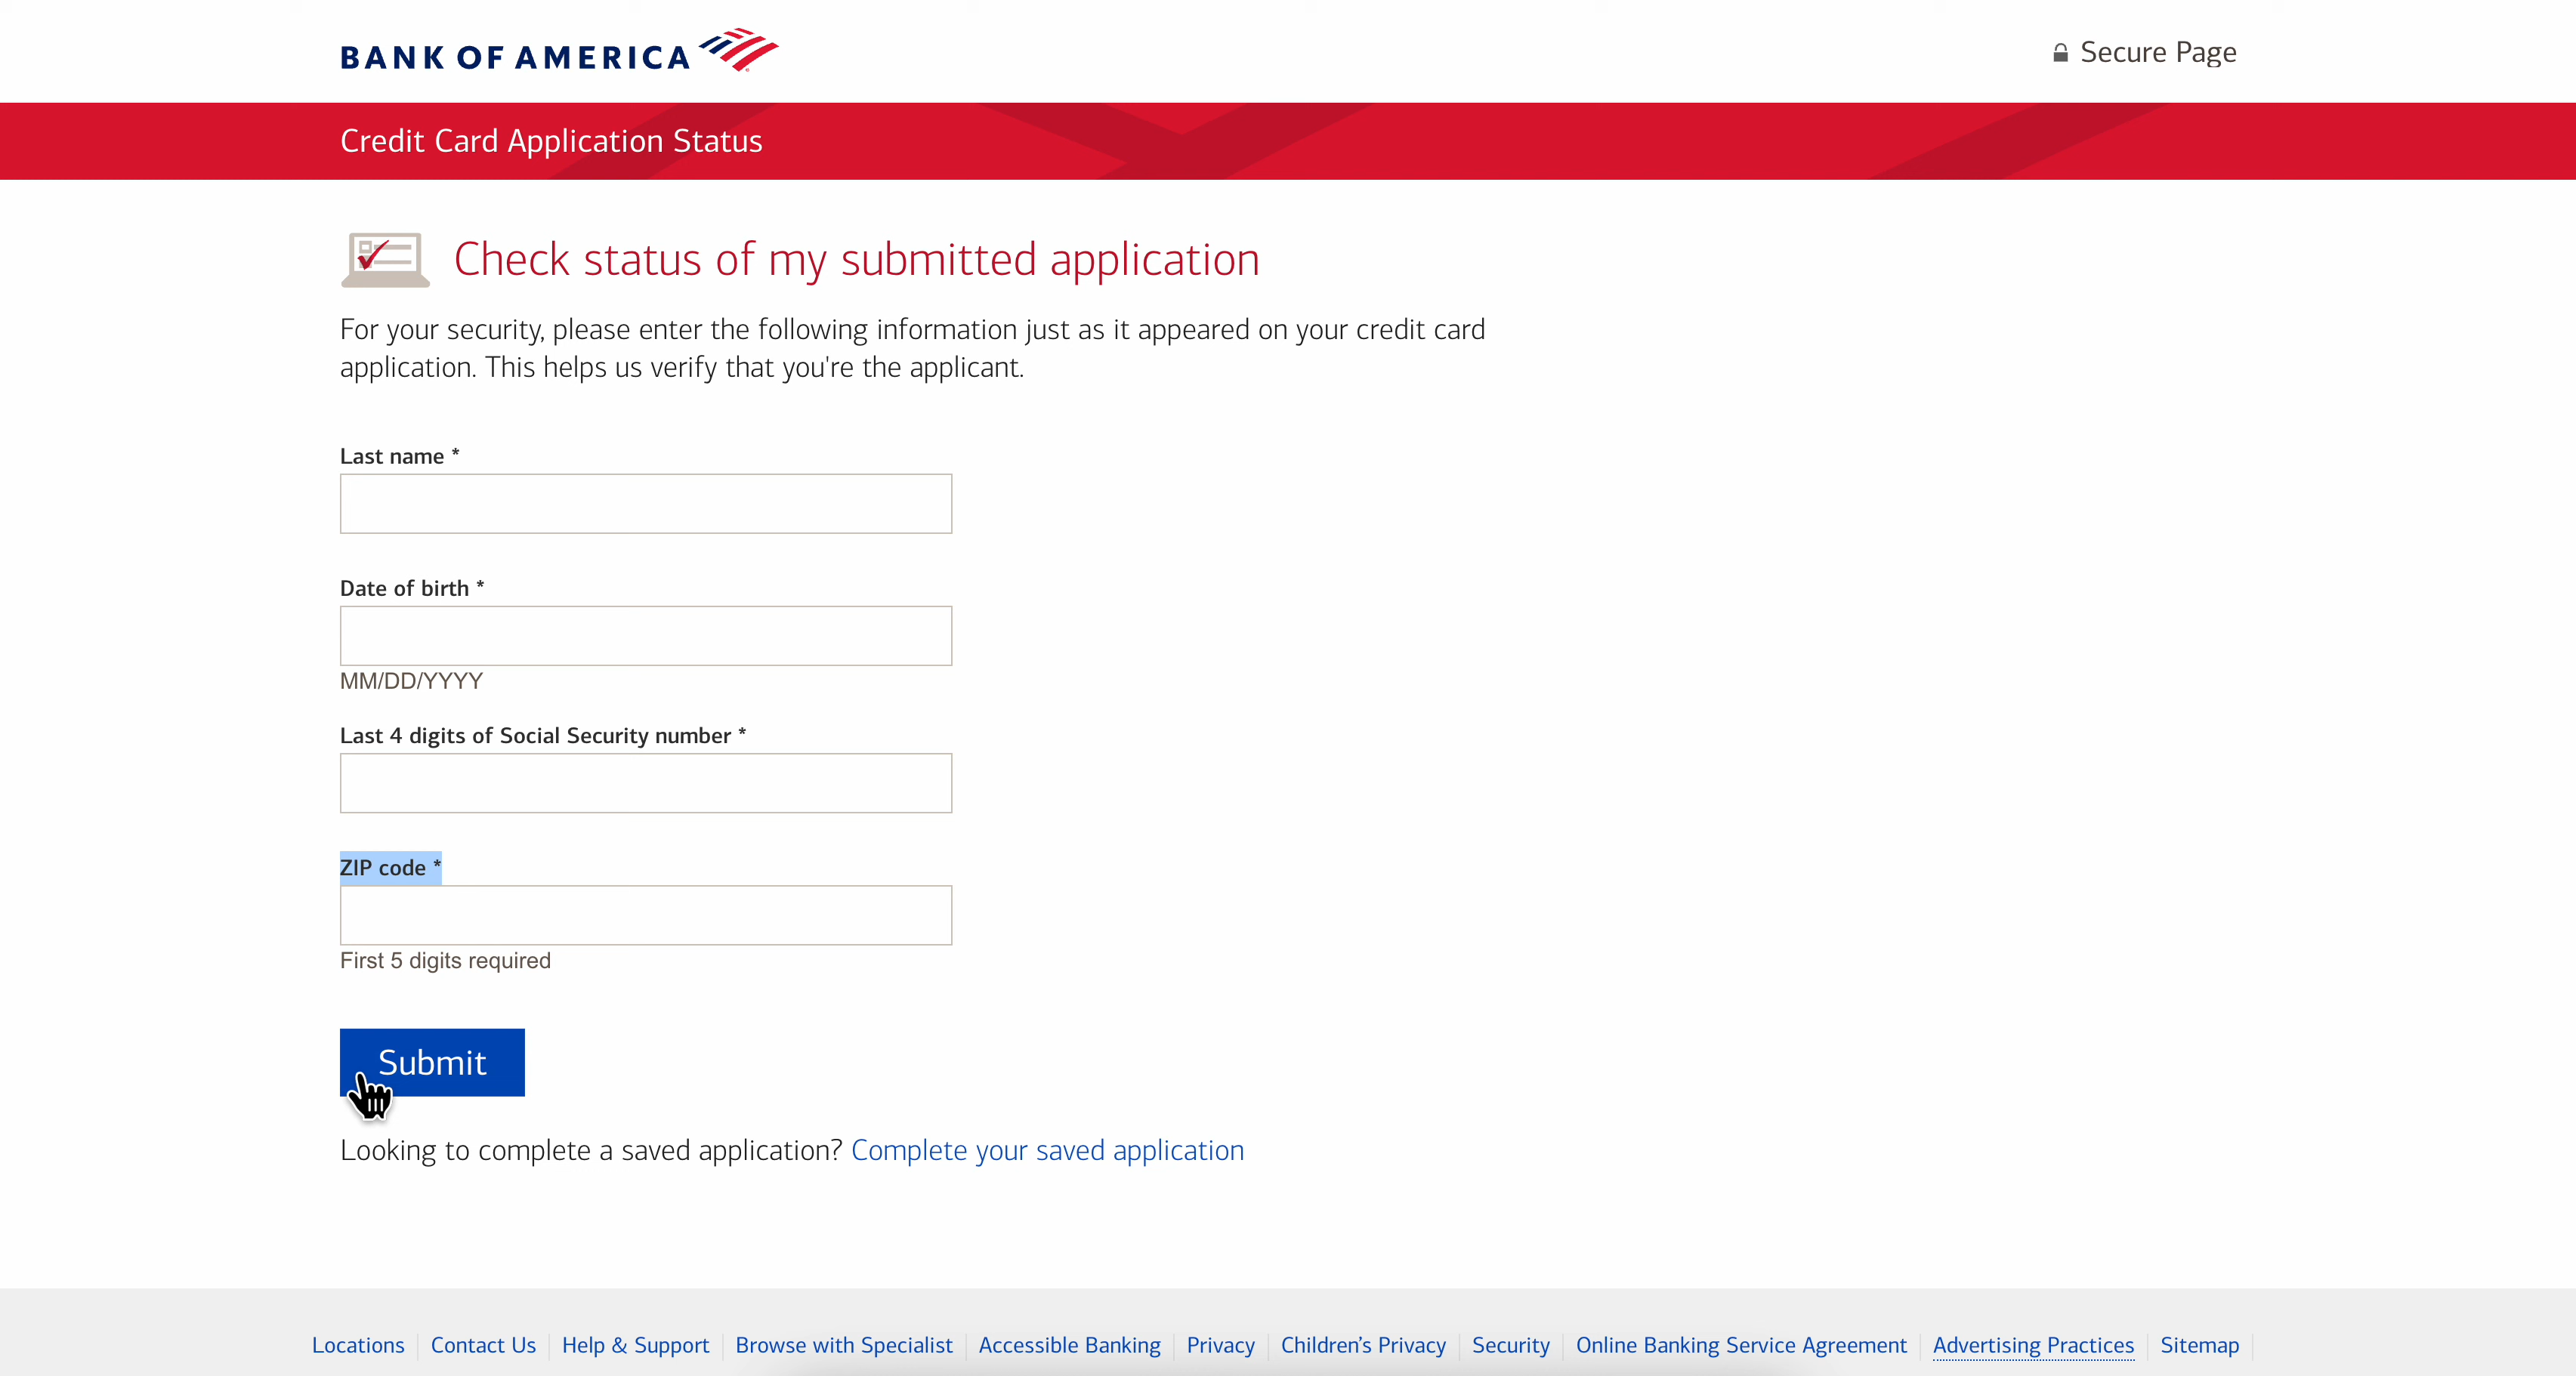 BANK OF AMERICA
Secure Page
Credit Card Application Status
Check status of my submitted application
For your security, please enter the following information just as it appeared on your credit card
application. This helps us verify that you're the applicant.
Last name *
Date of birth *
MM/DD/YYYY
Last 4 digits of Social Security number *
ZIP code *
First 5 digits required
Submit
Looking to complete a saved application? Complete your saved application
Locations Contact Us Help & Support Browse with Specialist Accessible Banking Privacy Children’s Privacy Security Online Banking Service Agreement Advertising Practices Sitemap